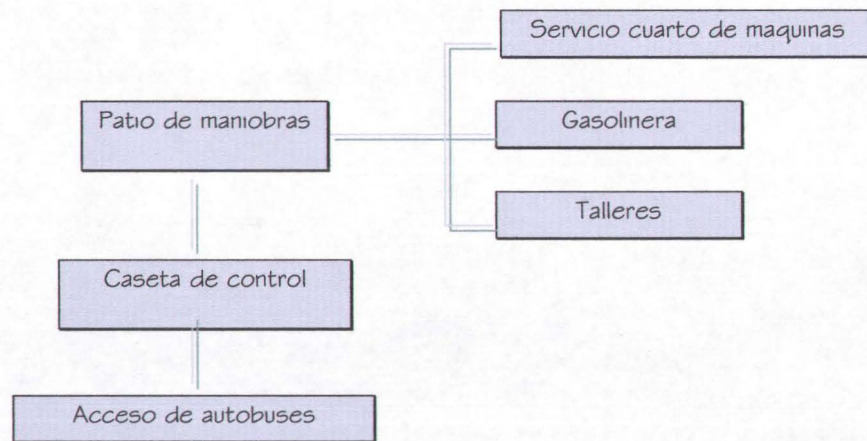 Servicio cuarto de maquinas
Patio de maniobras
Gasolinera
Talleres
Caseta de control
Acceso de autobuses